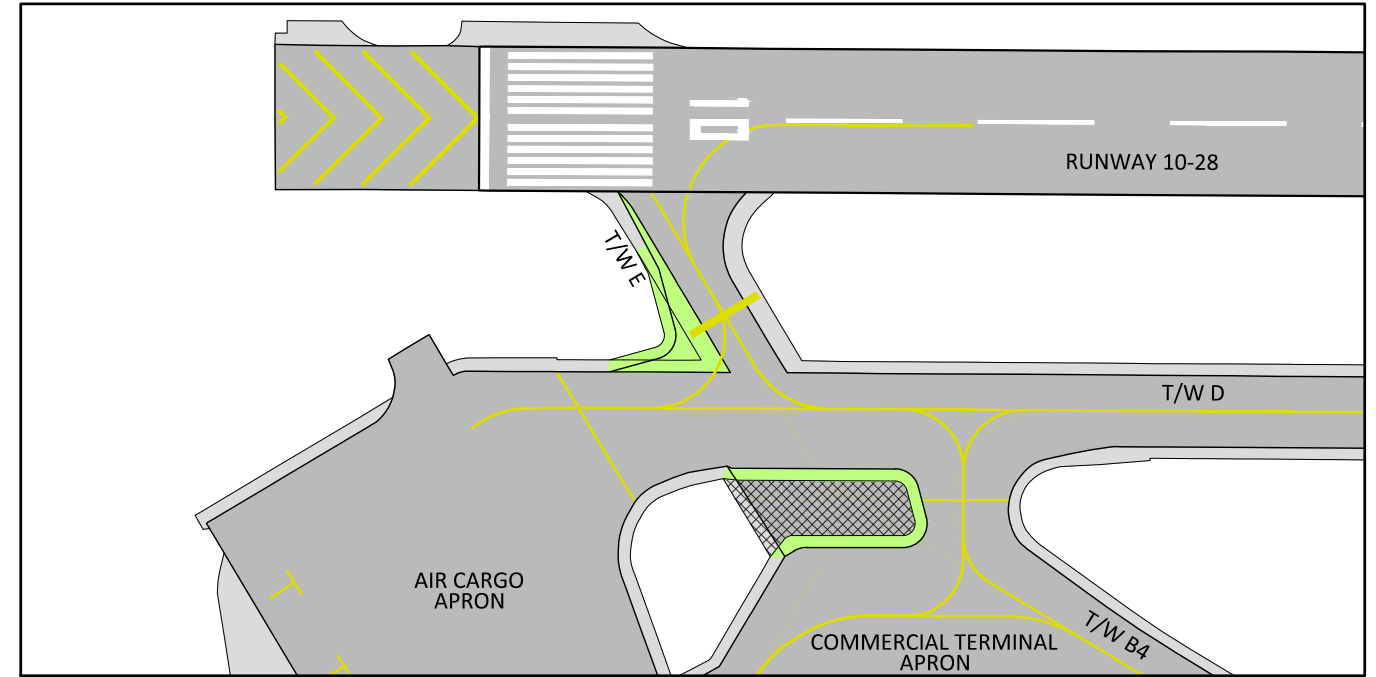 RUNWAY 10-28
T/W E
T/W D
AIR CARGO
APRON
COMMERCIAL TERMINAL
APRON
T/W B4